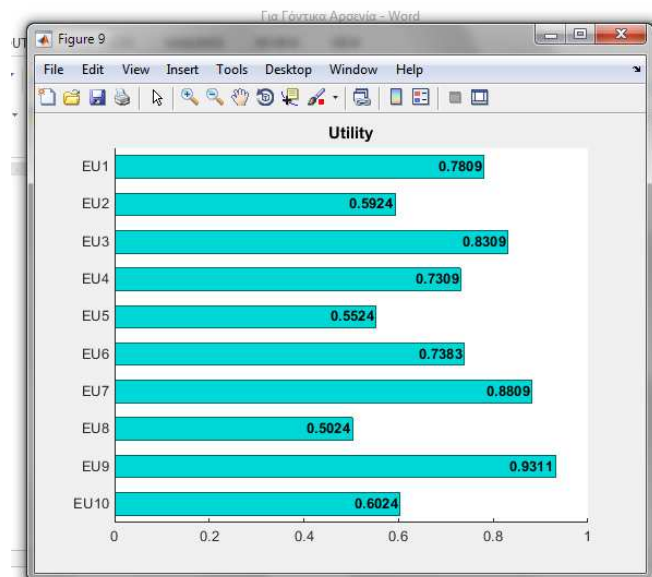 Για Γόντικα Αρσενία - Word
Figure 9
File Edit View Insert Tools Desktop Window Help
Utility
EU1 0.7809
EU2 0.5924
EU3 0.8309
EU4 0.7309
EU5 0.5524
EU6 0.7383
EU7 0.8809
EU8 0.5024
EU9 0.9311
EU10 0.6024
0 0.2 0.4 0.6 0.8 1